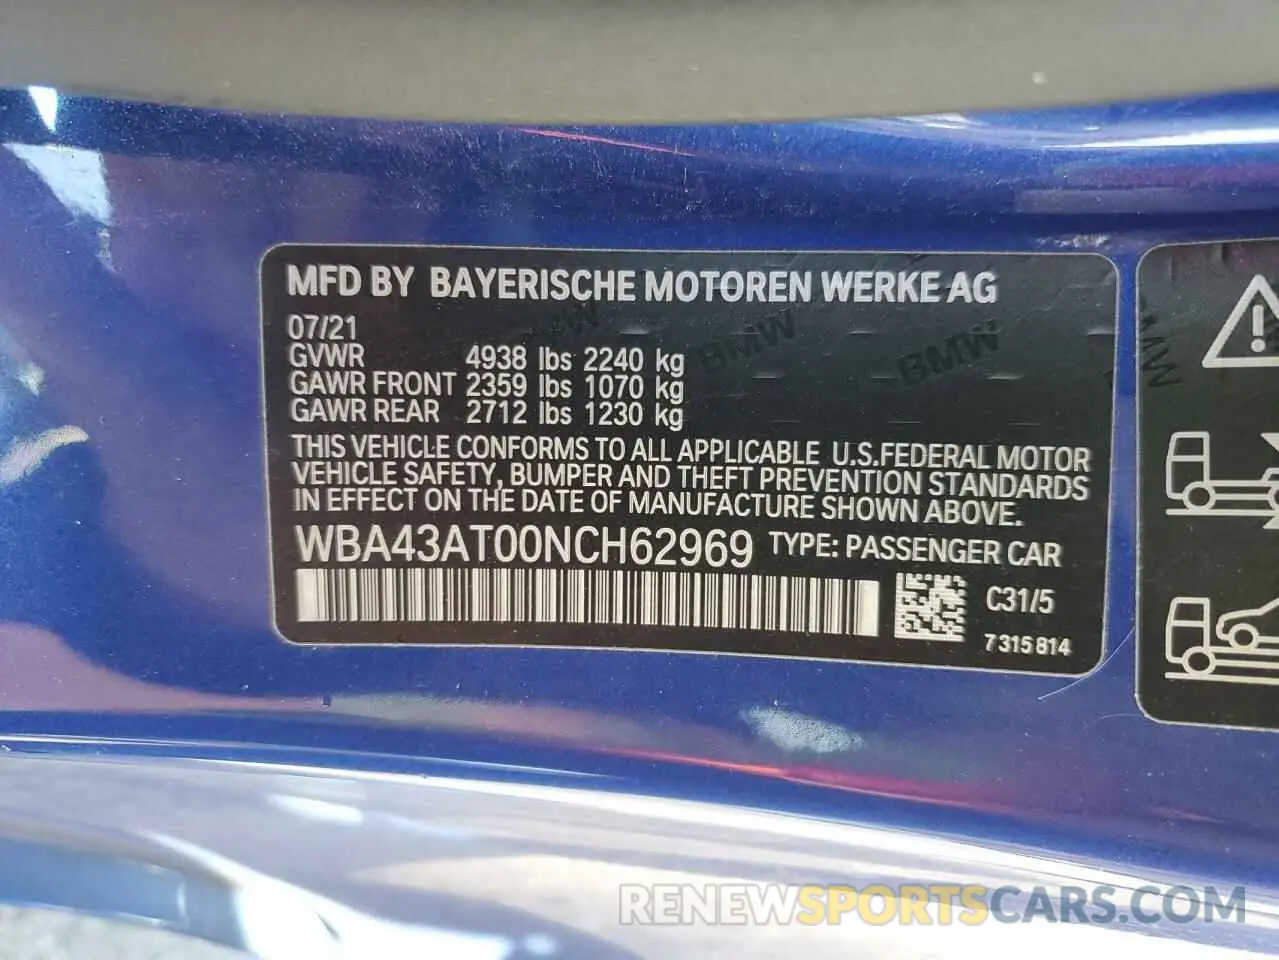 MFD BY BAYERISCHE MOTOREN WERKE AG
07/21
GVWR 4938 lbs 2240 kg
GAWR FRONT 2359 lbs 1070 kg
GAWR REAR 2712 lbs 1230 kg
THIS VEHICLE CONFORMS TO ALL APPLICABLE U.S.FEDERAL MOTOR
VEHICLE SAFETY, BUMPER AND THEFT PREVENTION STANDARDS
IN EFFECT ON THE DATE OF MANUFACTURE SHOWN ABOVE.
WBA43AT00NCH62969 TYPE: PASSENGER CAR
C31/5
7315814
BMW
BMW
BMW
RENEWSPORTSCARS.COM